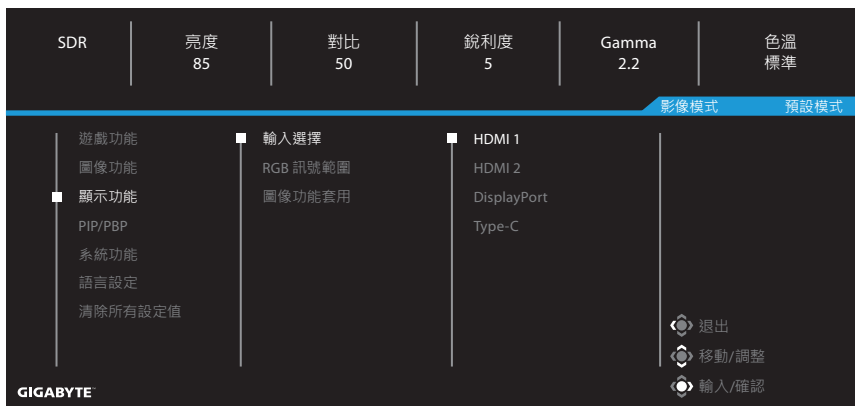 SDR
亮度
85
對比
50
銳利度
5
Gamma
2.2
色溫
標準
影像模式
預設模式
遊戲功能
圖像功能
顯示功能
PIP/PBP
系統功能
語言設定
清除所有設定值
輸入選擇
RGB 訊號範圍
圖像功能套用
HDMI 1
HDMI 2
DisplayPort
Type-C
退出
移動/調整
輸入/確認
GIGABYTE™